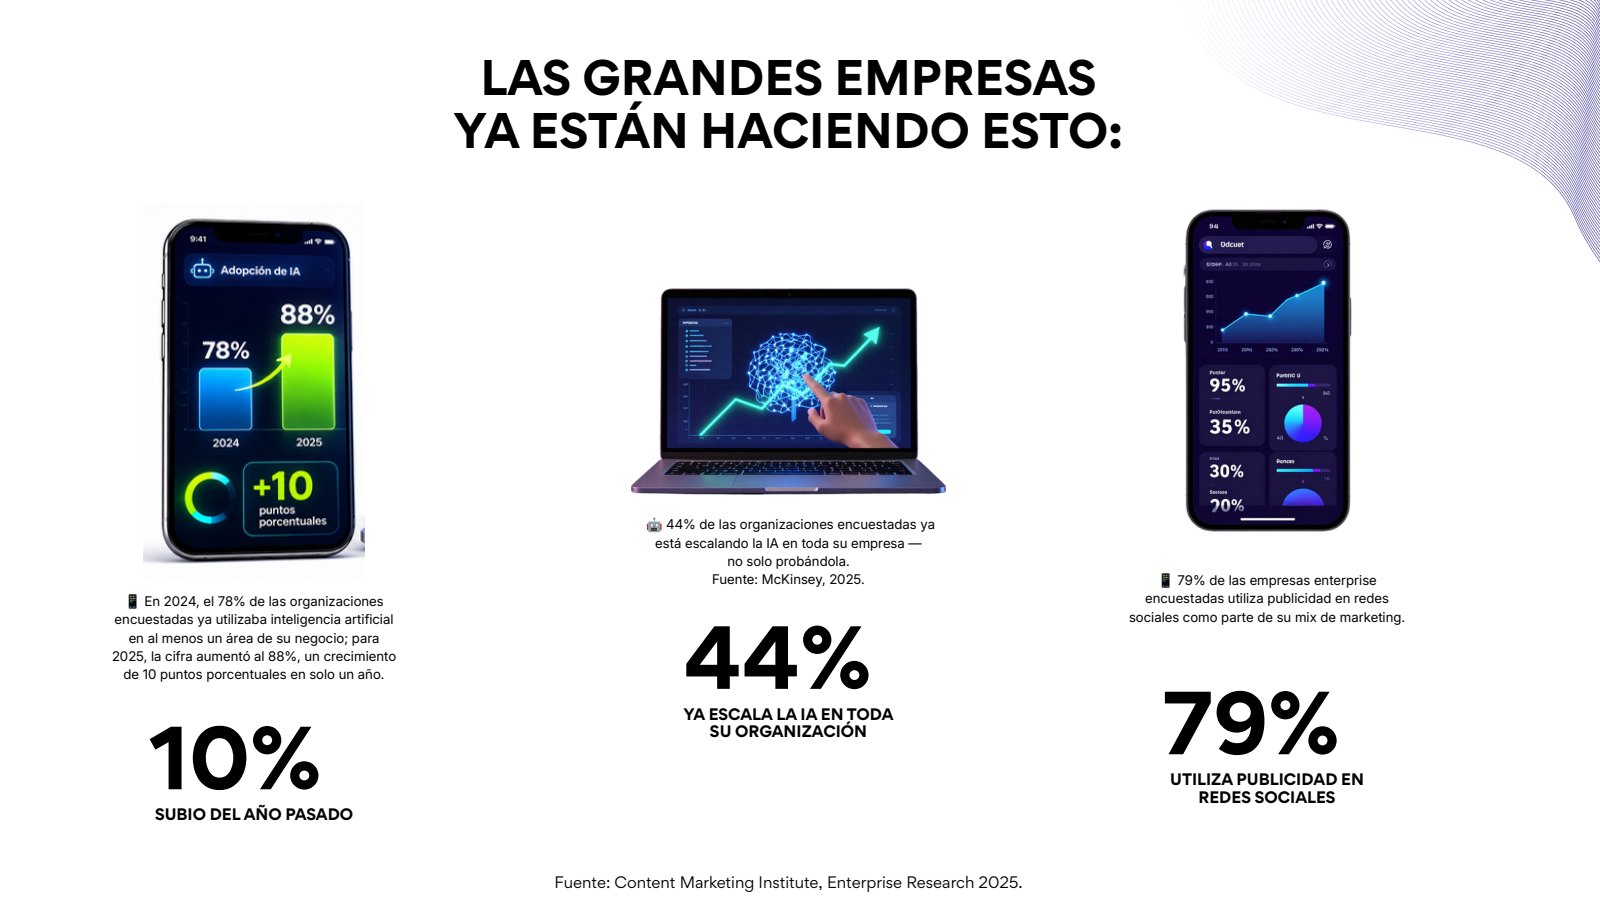 LAS GRANDES EMPRESAS
YA ESTÁN HACIENDO ESTO:
9:41
Adopción de IA
88%
78%
2024
2025
+10
puntos
porcentuales
📱 En 2024, el 78% de las organizaciones
encuestadas ya utilizaba inteligencia artificial
en al menos un área de su negocio; para
2025, la cifra aumentó al 88%, un crecimiento
de 10 puntos porcentuales en solo un año.
10%
SUBIO DEL AÑO PASADO
🤖 44% de las organizaciones encuestadas ya
está escalando la IA en toda su empresa —
no solo probándola.
Fuente: McKinsey, 2025.
44%
YA ESCALA LA IA EN TODA
SU ORGANIZACIÓN
94
Odcuet
95%
35%
30%
20%
📱 79% de las empresas enterprise
encuestadas utiliza publicidad en redes
sociales como parte de su mix de marketing.
79%
UTILIZA PUBLICIDAD EN
REDES SOCIALES
Fuente: Content Marketing Institute, Enterprise Research 2025.